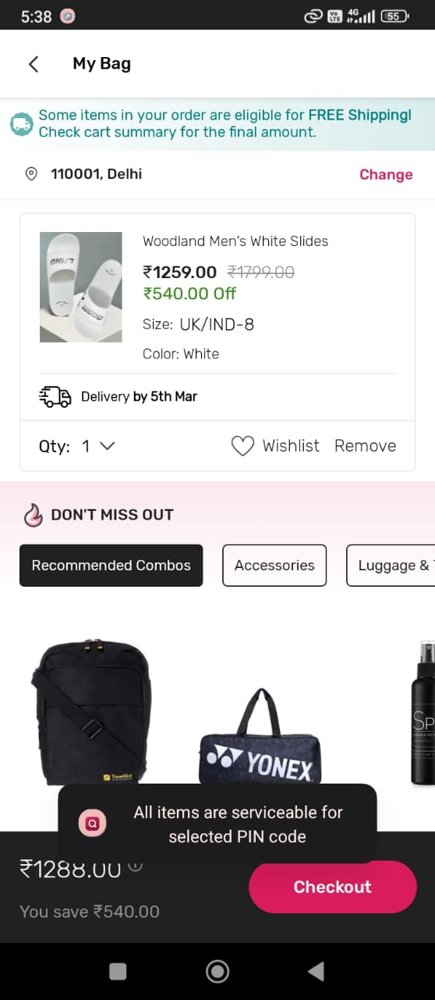 5:38
Vo LTE 4G 55
My Bag
Some items in your order are eligible for FREE Shipping!
Check cart summary for the final amount.
110001, Delhi
Change
Woodland Men's White Slides
₹1259.00 ₹1799.00
₹540.00 Off
Size: UK/IND-8
Color: White
WOOD
Delivery by 5th Mar
Qty: 1
Wishlist
Remove
DON'T MISS OUT
Recommended Combos
Accessories
Luggage &
TravelBlue
YONEX
SP
All items are serviceable for
selected PIN code
₹1288.00
You save ₹540.00
Checkout